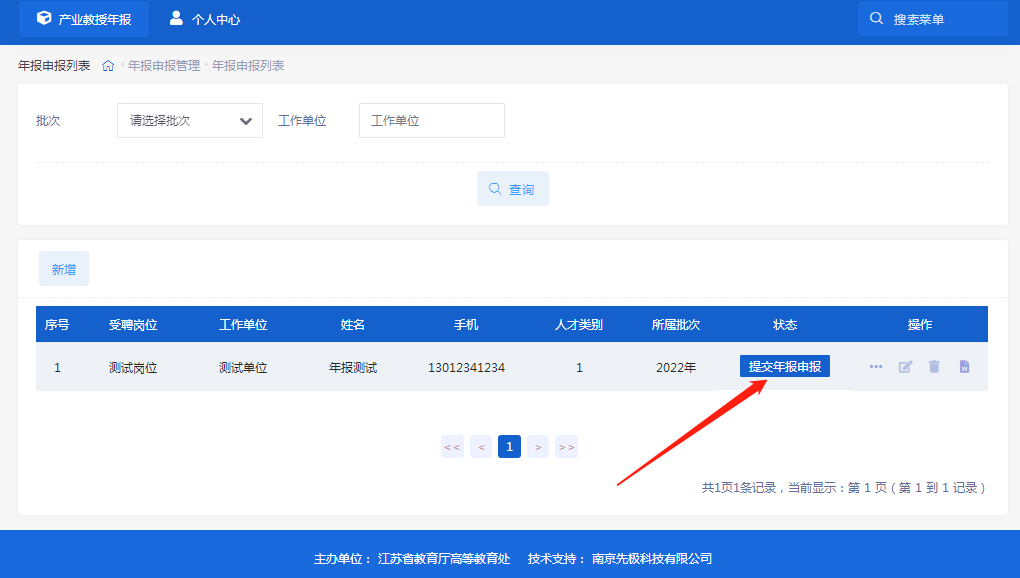 产业教授年报 个人中心 搜索菜单
年报申报列表 年报申报管理 年报申报列表
批次 请选择批次 工作单位 工作单位
查询
新增
序号 受聘岗位 工作单位 姓名 手机 人才类别 所属批次 状态 操作
1 测试岗位 测试单位 年报测试 13012341234 1 2022年 提交年报申报
<< < 1 > >>
共1页1条记录，当前显示：第 1 页 ( 第 1 到 1 记录 )
主办单位： 江苏省教育厅高等教育处 技术支持： 南京先极科技有限公司